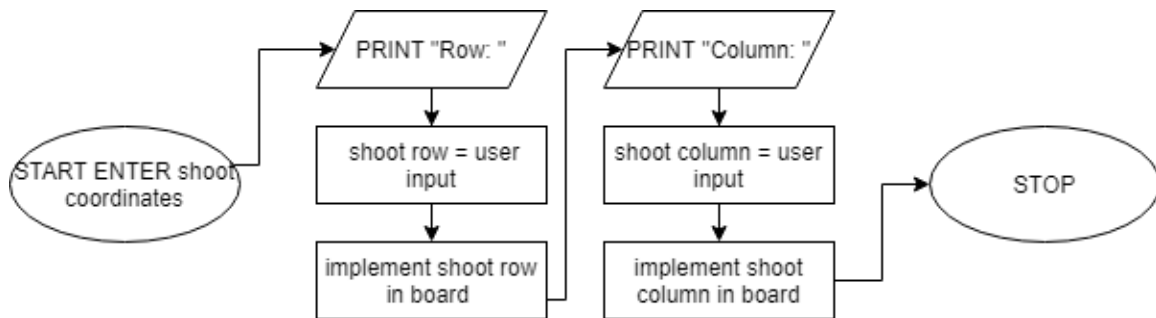 START ENTER shoot
coordinates
PRINT "Row: "
shoot row = user
input
implement shoot row
in board
PRINT "Column: "
shoot column = user
input
implement shoot
column in board
STOP